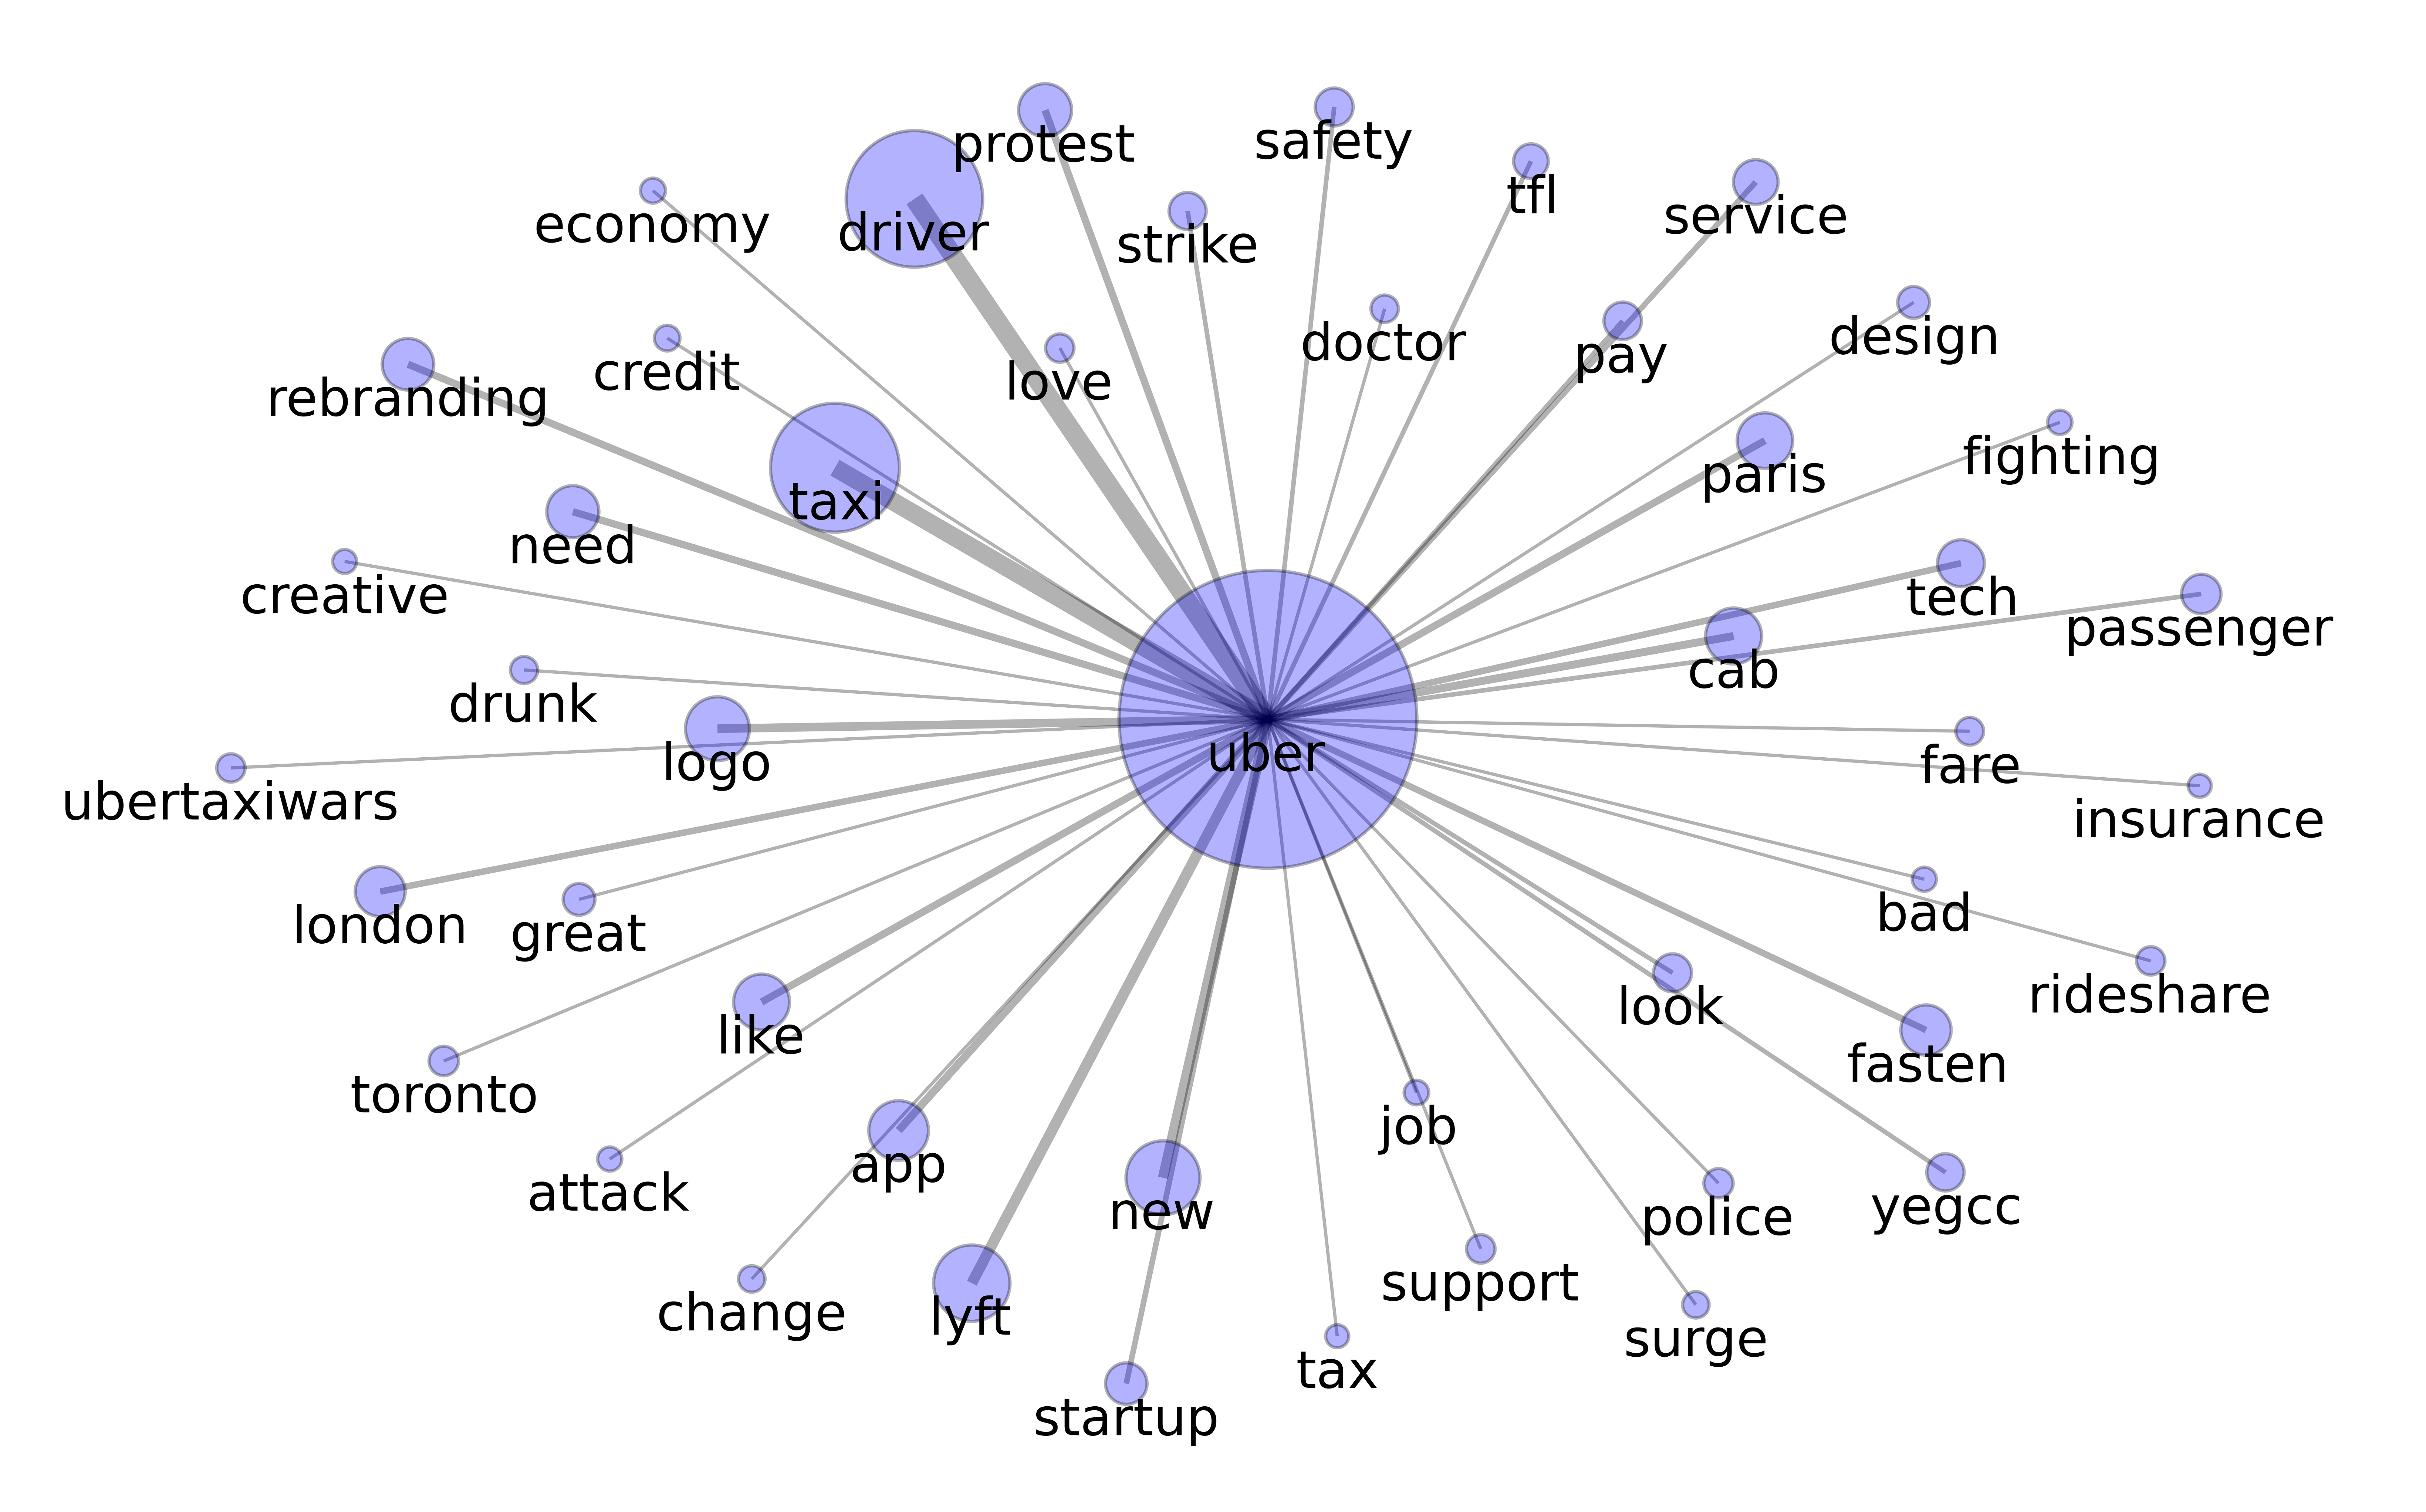 protest
safety
tfl
service
economy
driver
strike
doctor
pay
design
rebranding
credit
love
paris
fighting
taxi
need
creative
tech
passenger
cab
drunk
logo
uber
fare
ubertaxiwars
insurance
london
great
bad
rideshare
look
like
toronto
fasten
job
app
attack
new
police
yegcc
change
lyft
support
surge
tax
startup